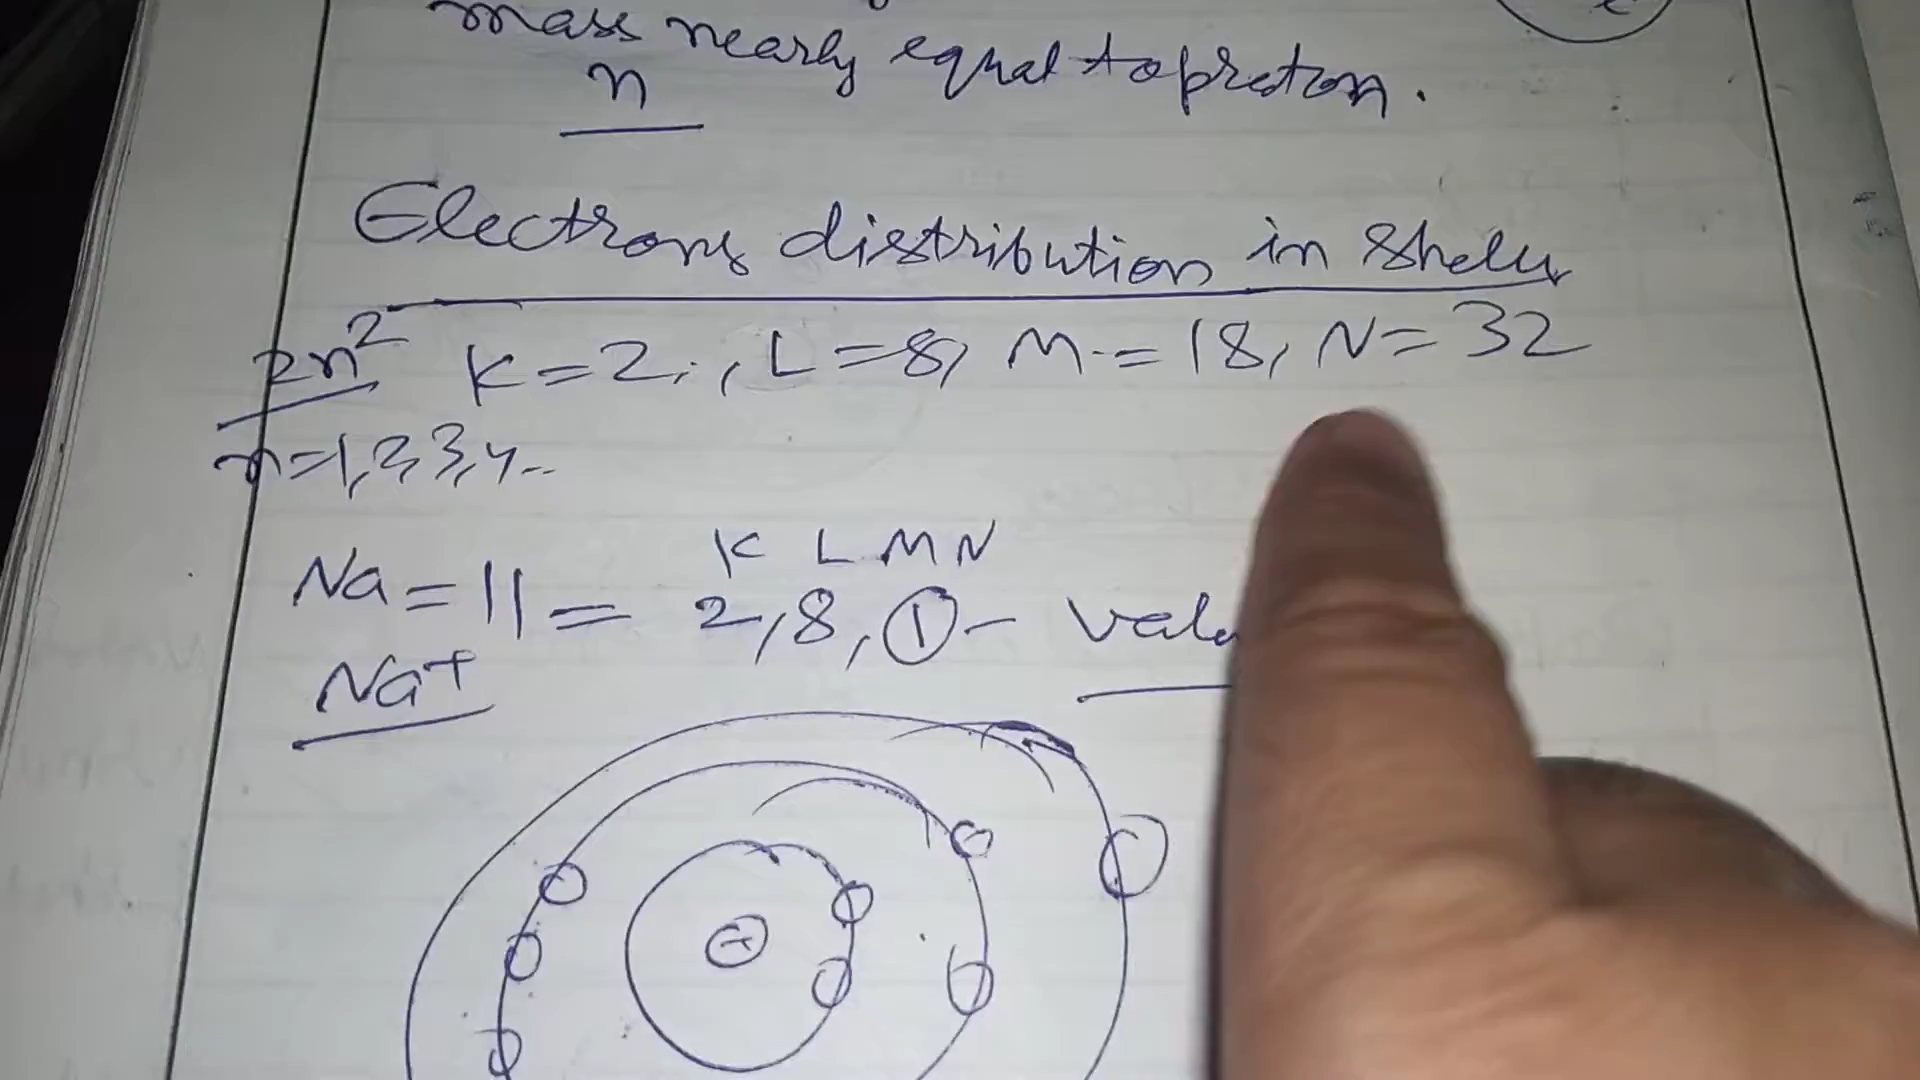 mass nearly equal to proton.
n
Electrons distribution in shells
2n² K=2, L=8, M=18, N=32
n=1,2,3,4..
K L M N
Na=11= 2,8,1-
Na+